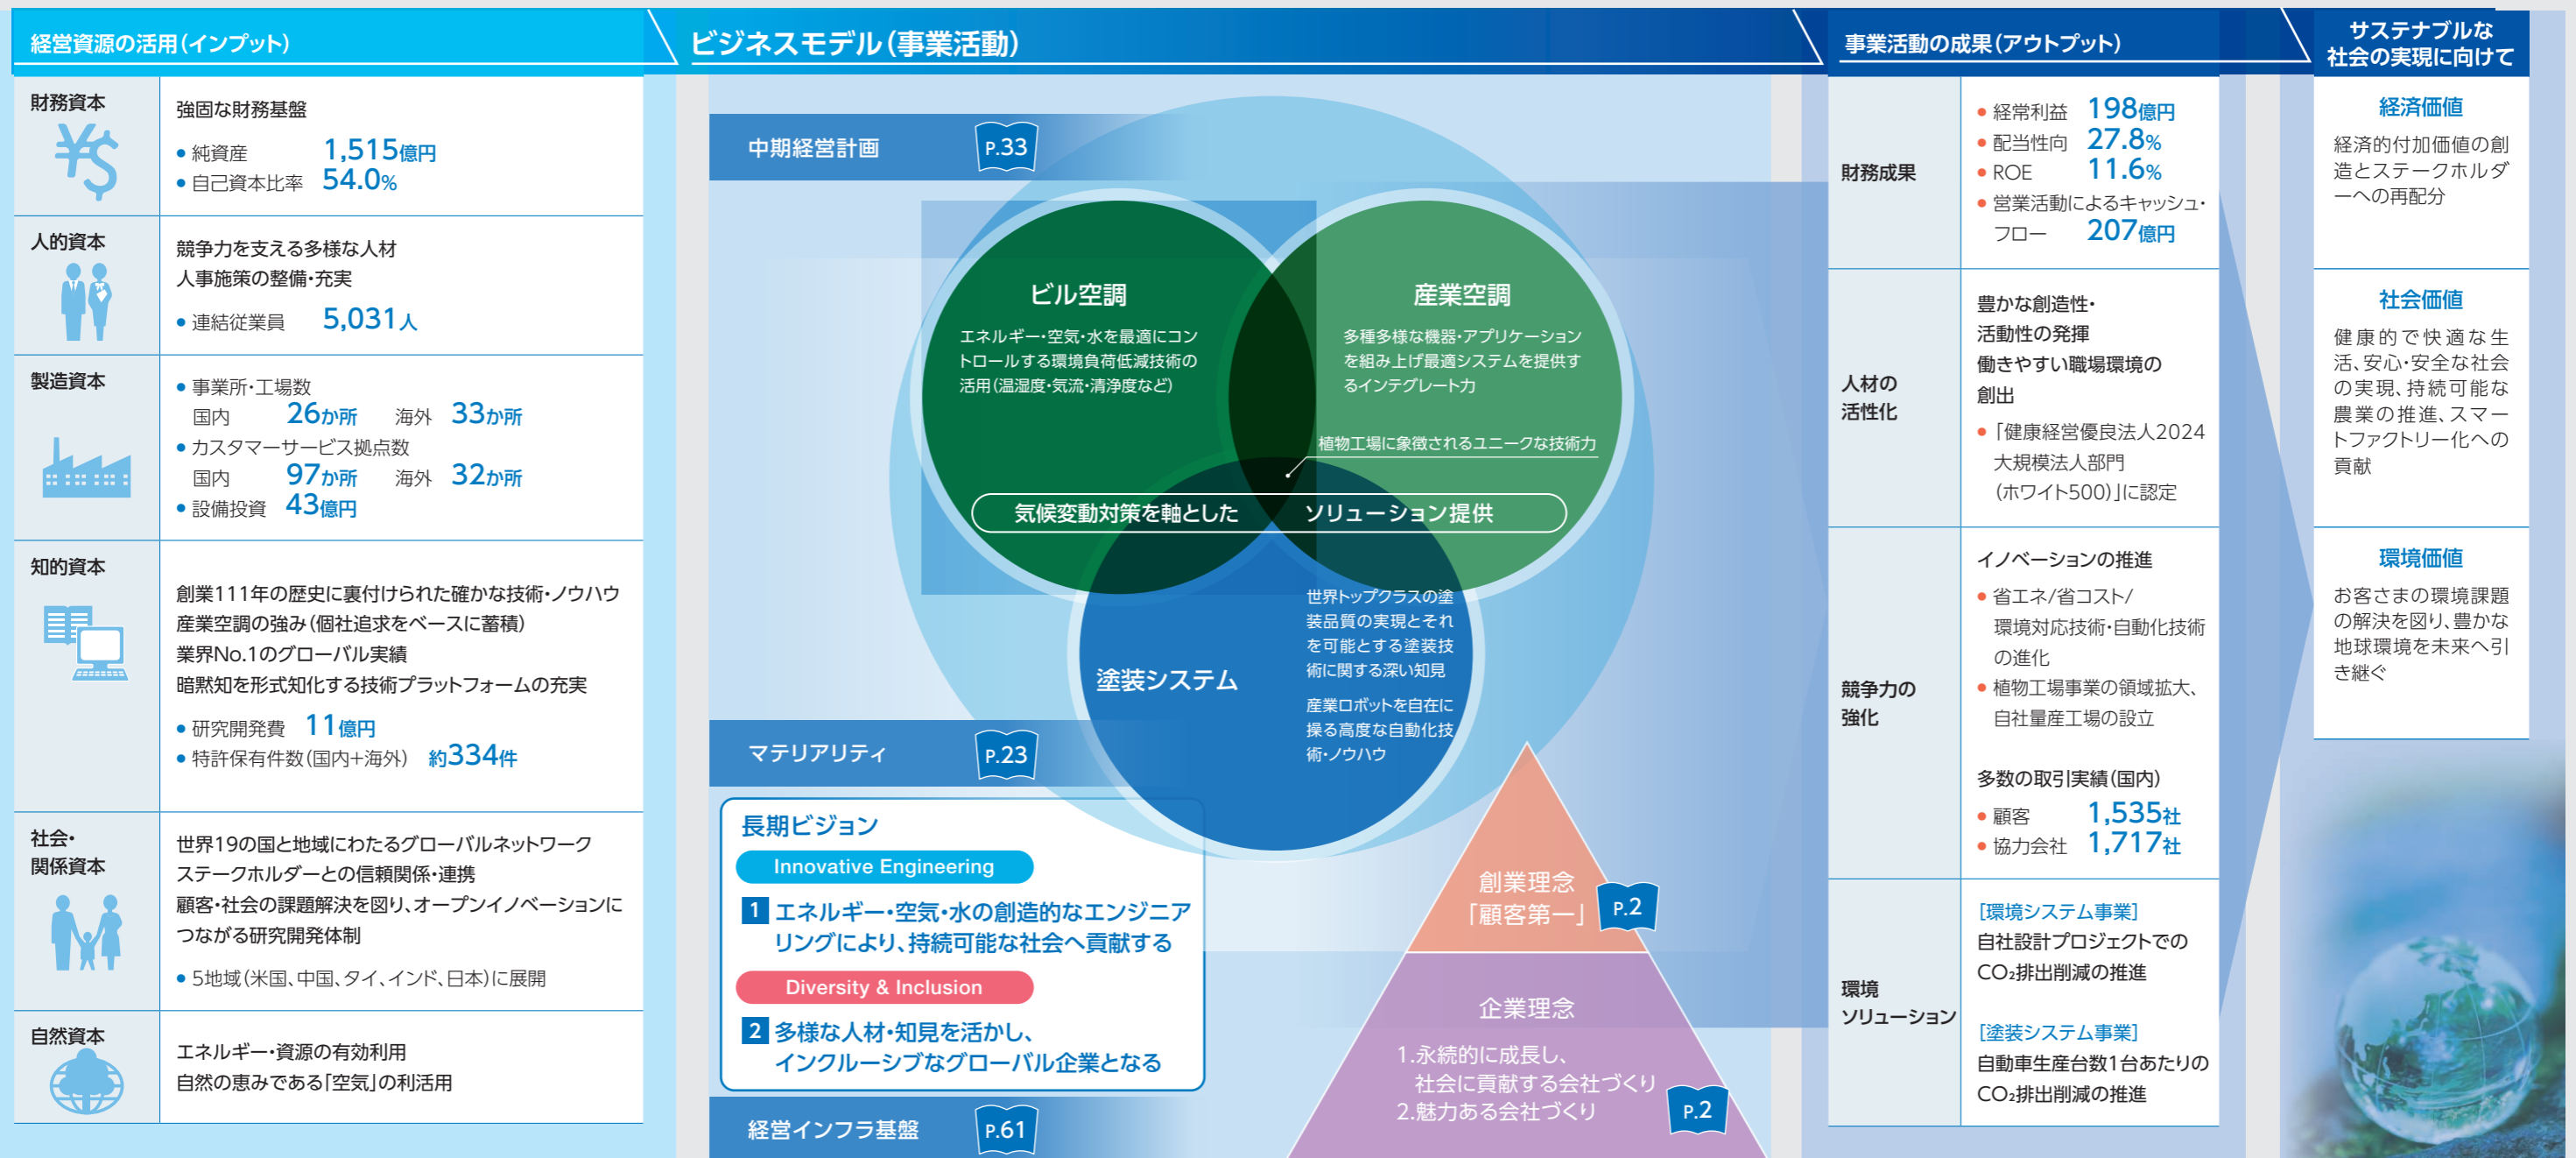 経営資源の活用(インプット)
財務資本
強固な財務基盤
• 純資産 1,515億円
• 自己資本比率 54.0%
人的資本
競争力を支える多様な人材
人事施策の整備・充実
• 連結従業員 5,031人
製造資本
• 事業所・工場数
国内 26か所 海外 33か所
• カスタマーサービス拠点数
国内 97か所 海外 32か所
• 設備投資 43億円
知的資本
創業111年の歴史に裏付けられた確かな技術・ノウハウ
産業空調の強み(個社追求をベースに蓄積)
業界No.1のグローバル実績
暗黙知を形式知化する技術プラットフォームの充実
• 研究開発費 11億円
• 特許保有件数(国内+海外) 約334件
社会・
関係資本
世界19の国と地域にわたるグローバルネットワーク
ステークホルダーとの信頼関係・連携
顧客・社会の課題解決を図り、オープンイノベーションに
つながる研究開発体制
• 5地域(米国、中国、タイ、インド、日本)に展開
自然資本
エネルギー・資源の有効利用
自然の恵みである「空気」の利活用
ビジネスモデル(事業活動)
中期経営計画 P.33
ビル空調
エネルギー・空気・水を最適にコン
トロールする環境負荷低減技術の
活用(温湿度・気流・清浄度など)
産業空調
多種多様な機器・アプリケーション
を組み上げ最適システムを提供す
るインテグレート力
植物工場に象徴されるユニークな技術力
気候変動対策を軸とした ソリューション提供
塗装システム
世界トップクラスの塗
装品質の実現とそれ
を可能とする塗装技
術に関する深い知見
産業ロボットを自在に
操る高度な自動化技
術・ノウハウ
マテリアリティ P.23
長期ビジョン
Innovative Engineering
1 エネルギー・空気・水の創造的なエンジニア
リングにより、持続可能な社会へ貢献する
Diversity & Inclusion
2 多様な人材・知見を活かし、
インクルーシブなグローバル企業となる
経営インフラ基盤 P.61
創業理念
「顧客第一」 P.2
企業理念
1.永続的に成長し、
社会に貢献する会社づくり
2.魅力ある会社づくり P.2
事業活動の成果(アウトプット)
財務成果
• 経常利益 198億円
• 配当性向 27.8%
• ROE 11.6%
• 営業活動によるキャッシュ・
フロー 207億円
人材の
活性化
豊かな創造性・
活動性の発揮
働きやすい職場環境の
創出
• 「健康経営優良法人2024
大規模法人部門
(ホワイト500)」に認定
競争力の
強化
イノベーションの推進
• 省エネ/省コスト/
環境対応技術・自動化技術
の進化
• 植物工場事業の領域拡大、
自社量産工場の設立
多数の取引実績(国内)
• 顧客 1,535社
• 協力会社 1,717社
環境
ソリューション
[環境システム事業]
自社設計プロジェクトでの
CO₂排出削減の推進
[塗装システム事業]
自動車生産台数1台あたりの
CO₂排出削減の推進
サステナブルな
社会の実現に向けて
経済価値
経済的付加価値の創
造とステークホルダ
ーへの再配分
社会価値
健康的で快適な生
活、安心・安全な社会
の実現、持続可能な
農業の推進、スマー
トファクトリー化への
貢献
環境価値
お客さまの環境課題
の解決を図り、豊かな
地球環境を未来へ引
き継ぐ